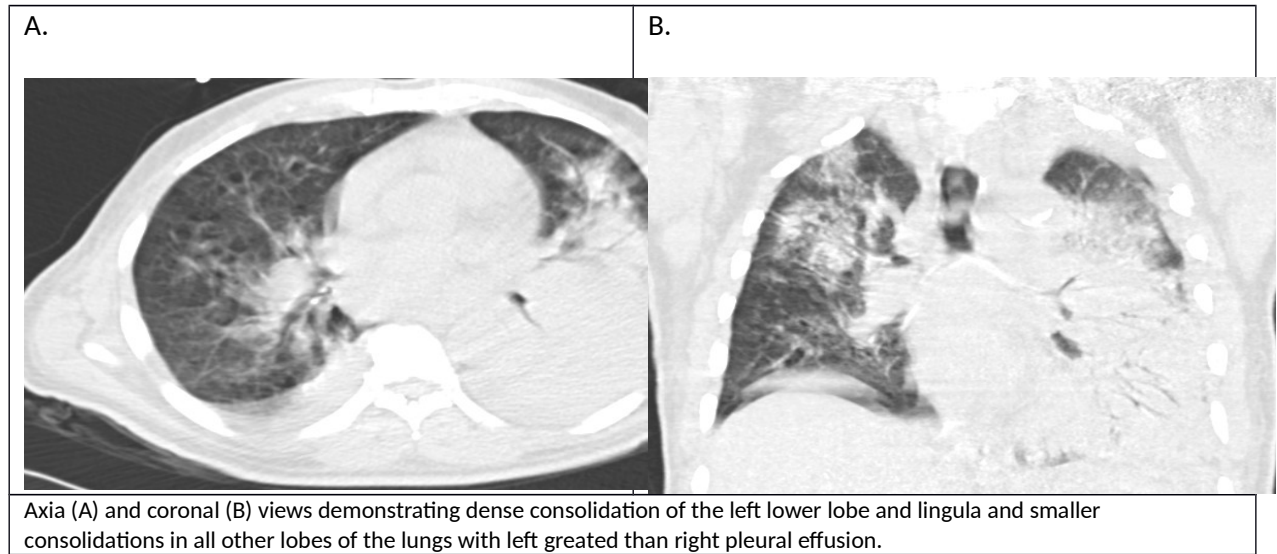 A.
B.
Axia (A) and coronal (B) views demonstrating dense consolidation of the left lower lobe and lingula and smaller
consolidations in all other lobes of the lungs with left greated than right pleural effusion.